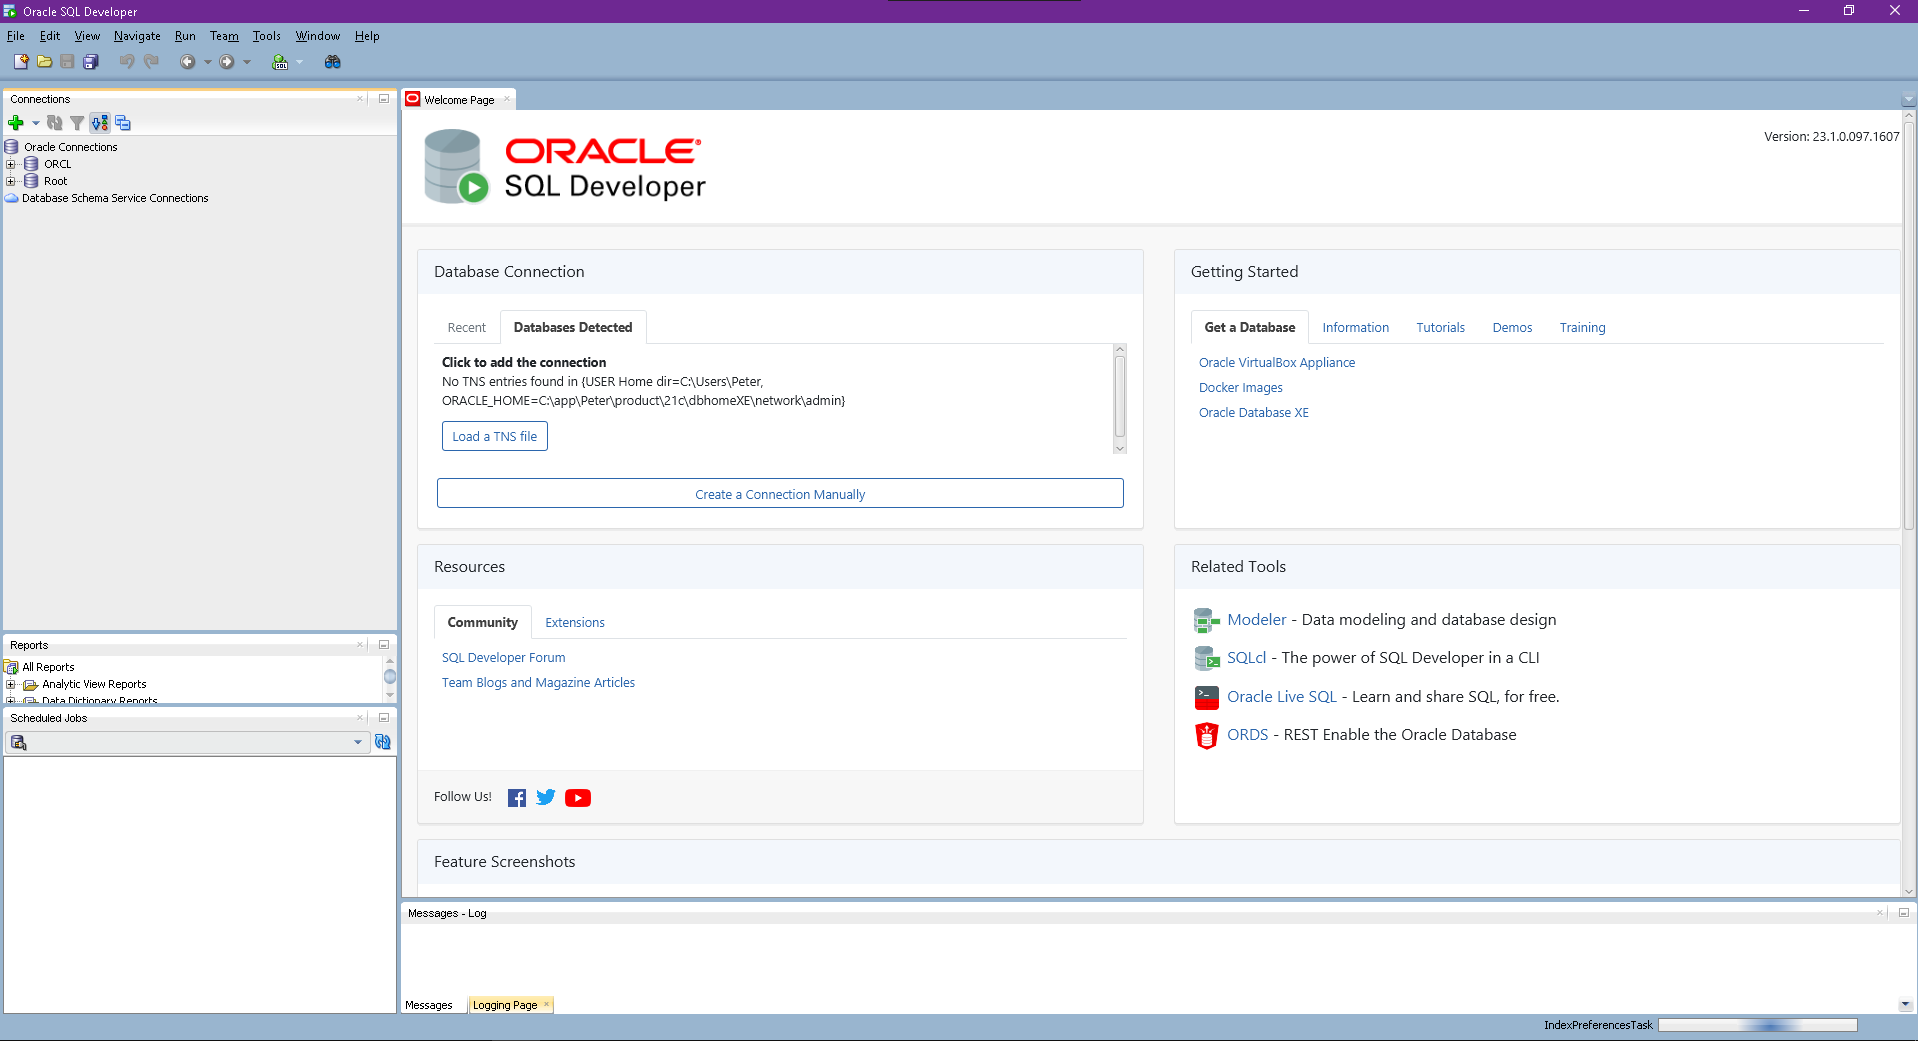 Oracle SQL Developer
File Edit View Navigate Run Team Tools Window Help
SQL
Connections
Oracle Connections
ORCL
Root
Database Schema Service Connections
Reports
All Reports
Analytic View Reports
Data Dictionary Reports
Scheduled Jobs
Welcome Page
ORACLE
SQL Developer
Version: 23.1.0.097.1607
Database Connection
Recent Databases Detected
Click to add the connection
No TNS entries found in {USER Home dir=C:\Users\Peter,
ORACLE_HOME=C:\app\Peter\product\21c\dbhomeXE\network\admin}
Load a TNS file
Create a Connection Manually
Getting Started
Get a Database Information Tutorials Demos Training
Oracle VirtualBox Appliance
Docker Images
Oracle Database XE
Resources
Community Extensions
SQL Developer Forum
Team Blogs and Magazine Articles
Follow Us!
Related Tools
Modeler - Data modeling and database design
SQLcl - The power of SQL Developer in a CLI
Oracle Live SQL - Learn and share SQL, for free.
ORDS - REST Enable the Oracle Database
Feature Screenshots
Messages - Log
Messages Logging Page
IndexPreferencesTask